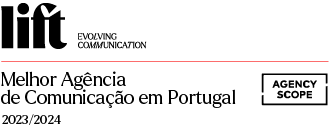 lift
EVOLVING
COMMUNICATION
Melhor Agência
de Comunicação em Portugal
2023/2024
AGENCY
SCOPE